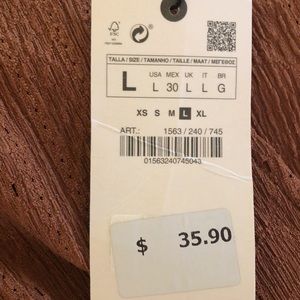 FSC
TALLA / SIZE / TAMANHO / TAILLE / MAAT / ΜΕΓΕΘΟΣ
L
USA MEX UK IT BR
L 30 L L G
XS S M L XL
ART.: 1563 / 240 / 745
01563240745043
$ 35.90